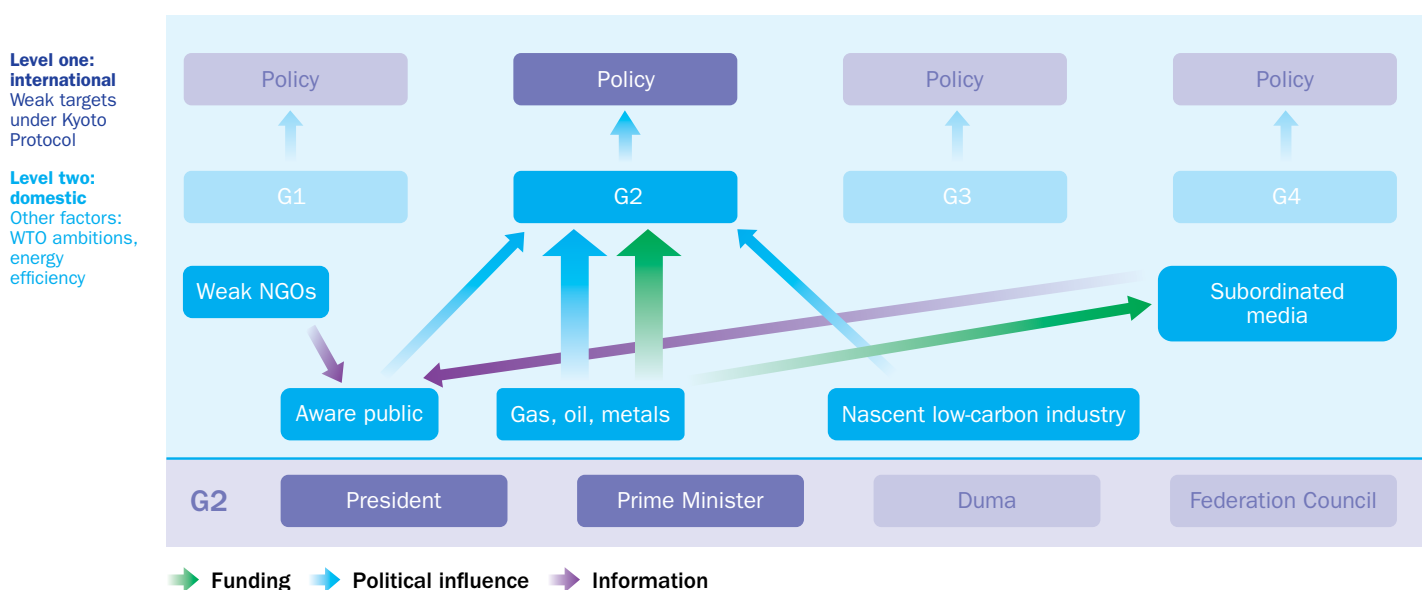 Level one:
international
Weak targets
under Kyoto
Protocol
Level two:
domestic
Other factors:
WTO ambitions,
energy
efficiency
Policy
Policy
Policy
Policy
G1
G2
G3
G4
Weak NGOs
Subordinated
media
Aware public
Gas, oil, metals
Nascent low-carbon industry
G2
President
Prime Minister
Duma
Federation Council
Funding
Political influence
Information